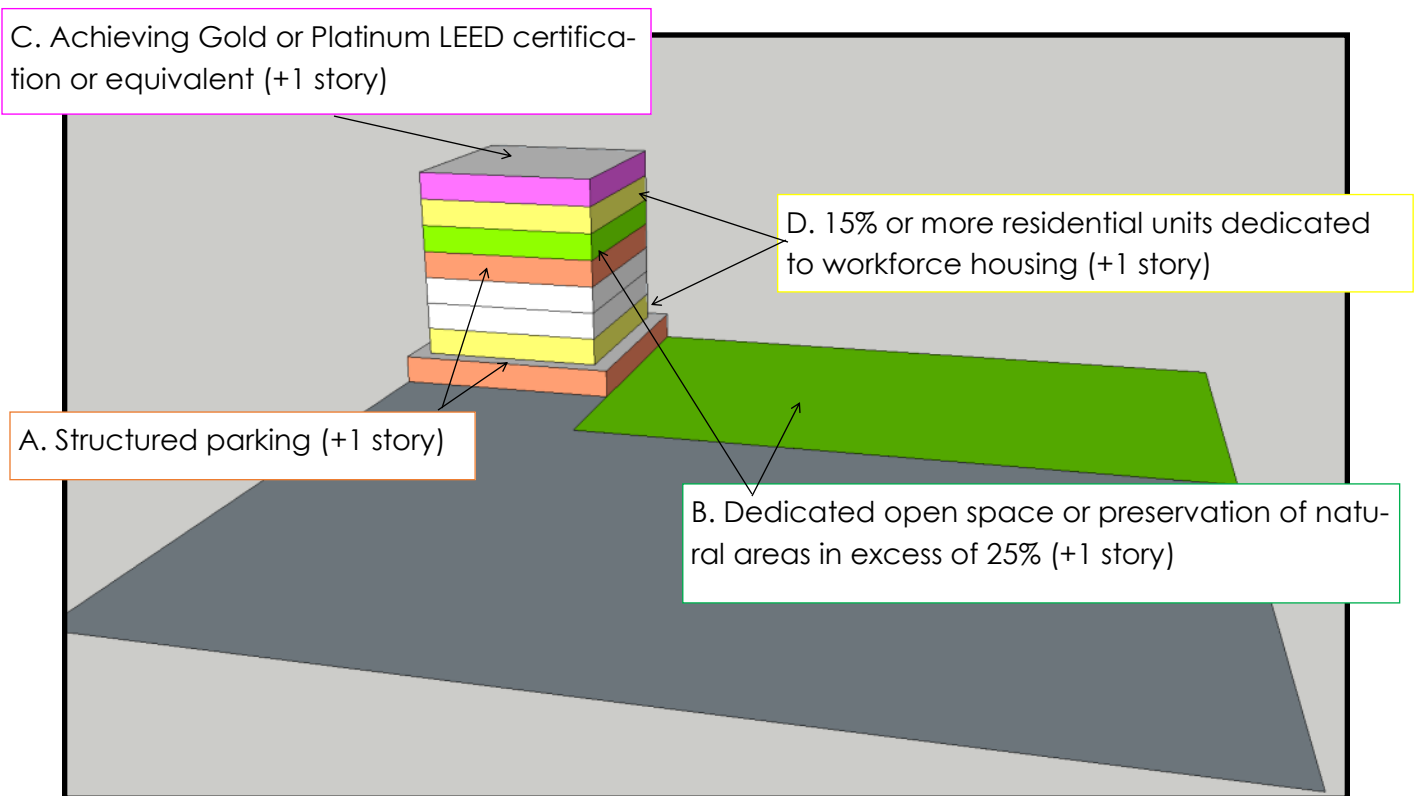 C. Achieving Gold or Platinum LEED certifica-
tion or equivalent (+1 story)
D. 15% or more residential units dedicated
to workforce housing (+1 story)
A. Structured parking (+1 story)
B. Dedicated open space or preservation of natu-
ral areas in excess of 25% (+1 story)